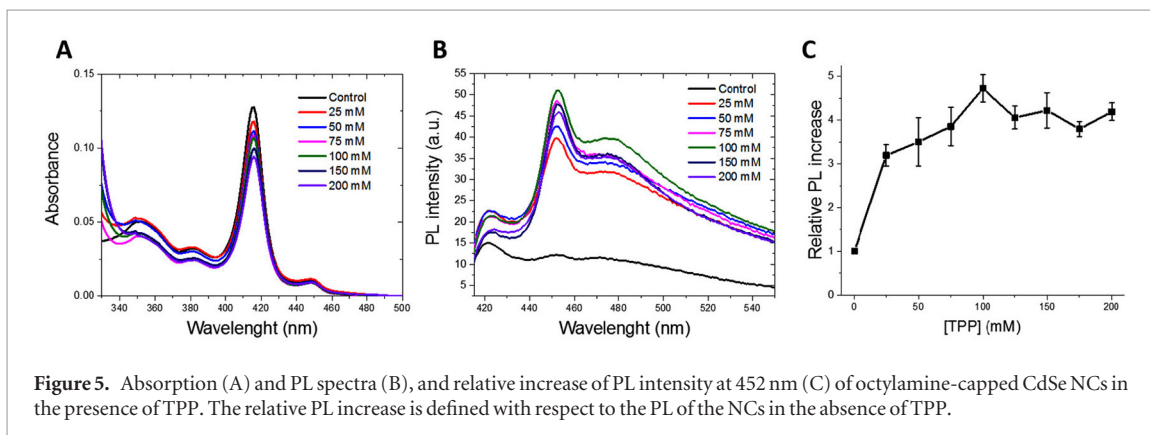 A
0.15
0.10
0.05
0.00
Absorbance
340 360 380 400 420 440 460 480 500
Wavelenght (nm)
Control
25 mM
50 mM
75 mM
100 mM
150 mM
200 mM
B
55
50
45
40
35
30
25
20
15
10
5
PL intensity (a.u.)
420 440 460 480 500 520 540
Wavelenght (nm)
Control
25 mM
50 mM
75 mM
100 mM
150 mM
200 mM
C
5
4
3
2
1
0
Relative PL increase
0 50 100 150 200
[TPP] (mM)
Figure 5. Absorption (A) and PL spectra (B), and relative increase of PL intensity at 452 nm (C) of octylamine-capped CdSe NCs in
the presence of TPP. The relative PL increase is defined with respect to the PL of the NCs in the absence of TPP.